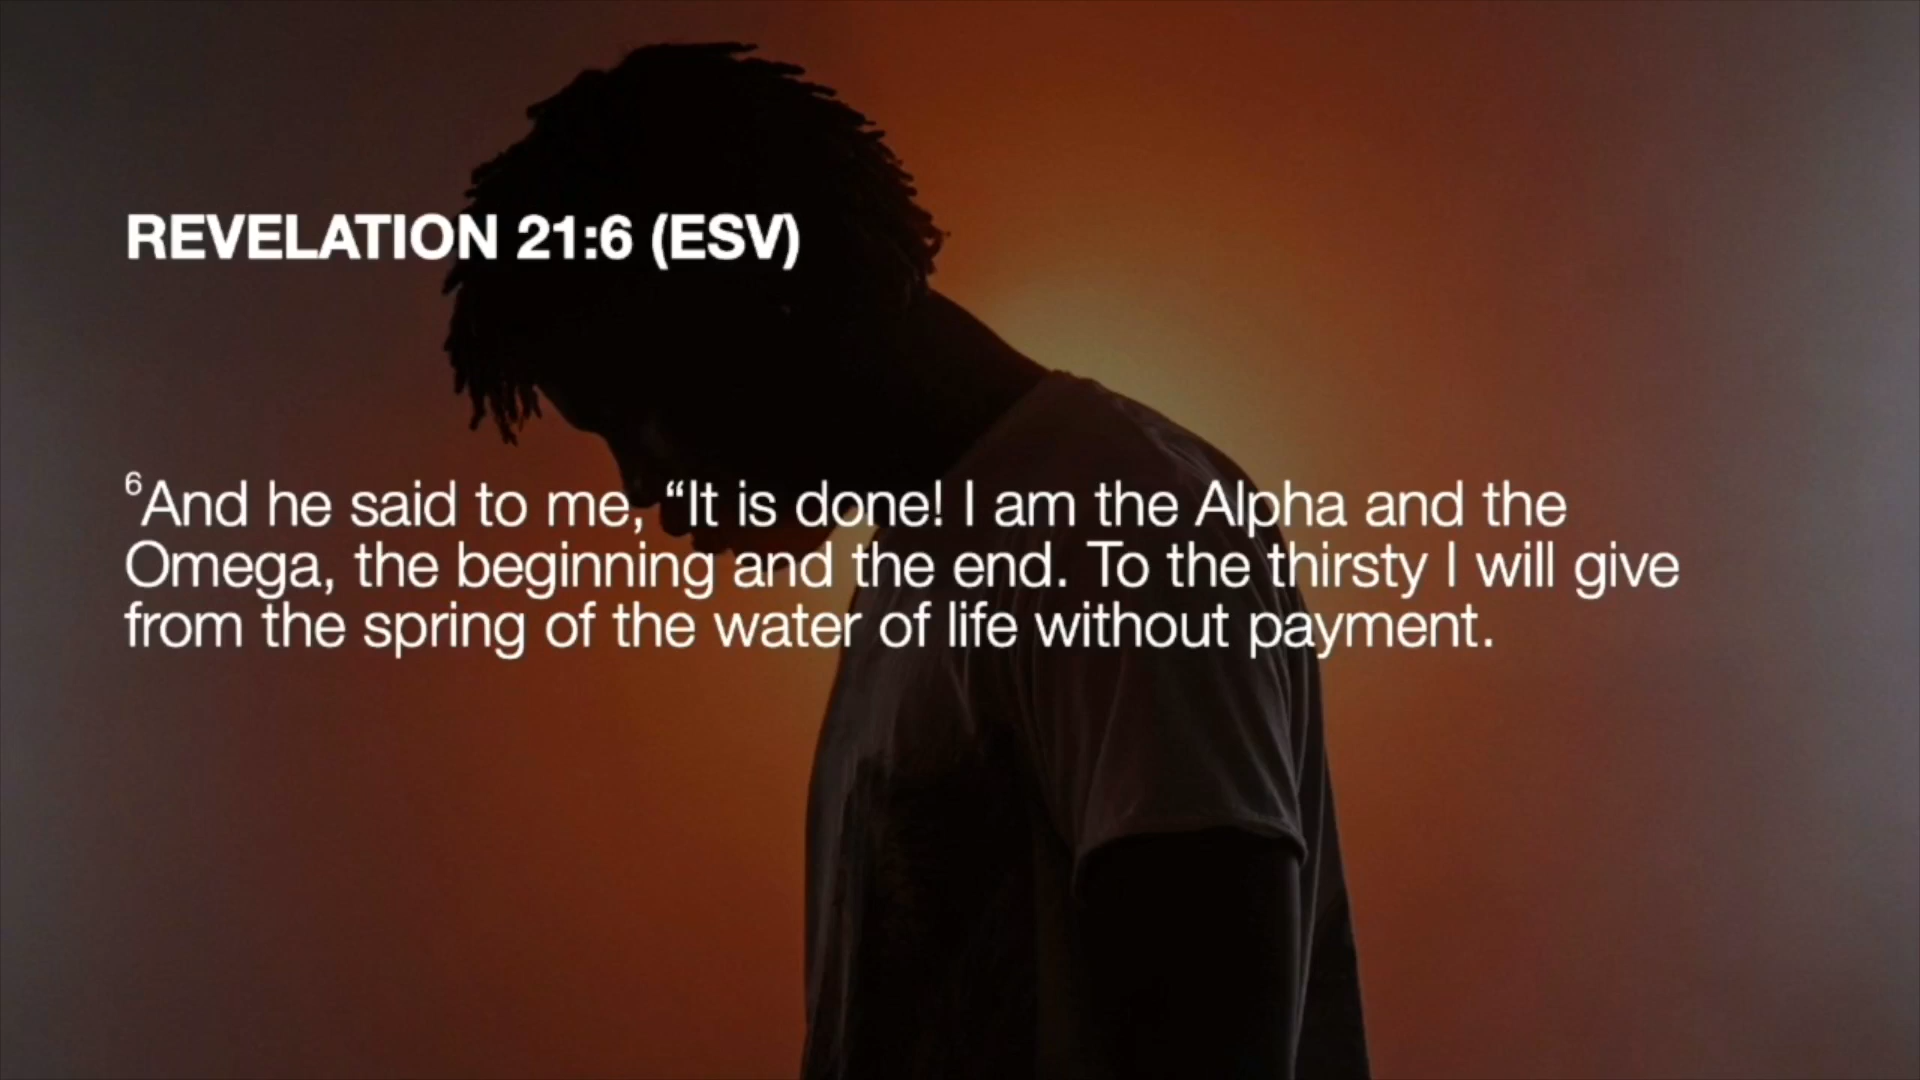 REVELATION 21:6 (ESV)
⁶And he said to me, “It is done! I am the Alpha and the
Omega, the beginning and the end. To the thirsty I will give
from the spring of the water of life without payment.